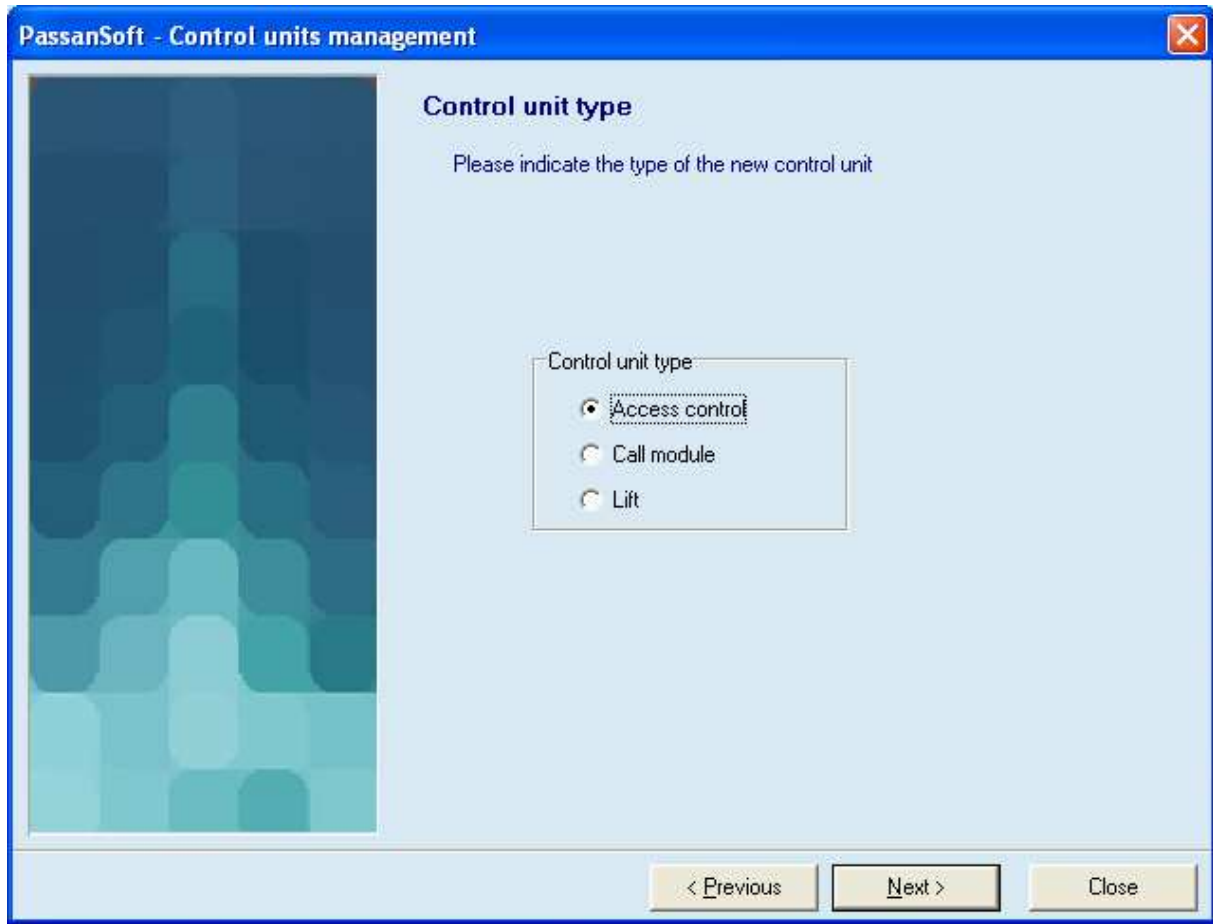 PassanSoft - Control units management
Control unit type
Please indicate the type of the new control unit
Control unit type
Access control
Call module
Lift
< Previous
Next >
Close